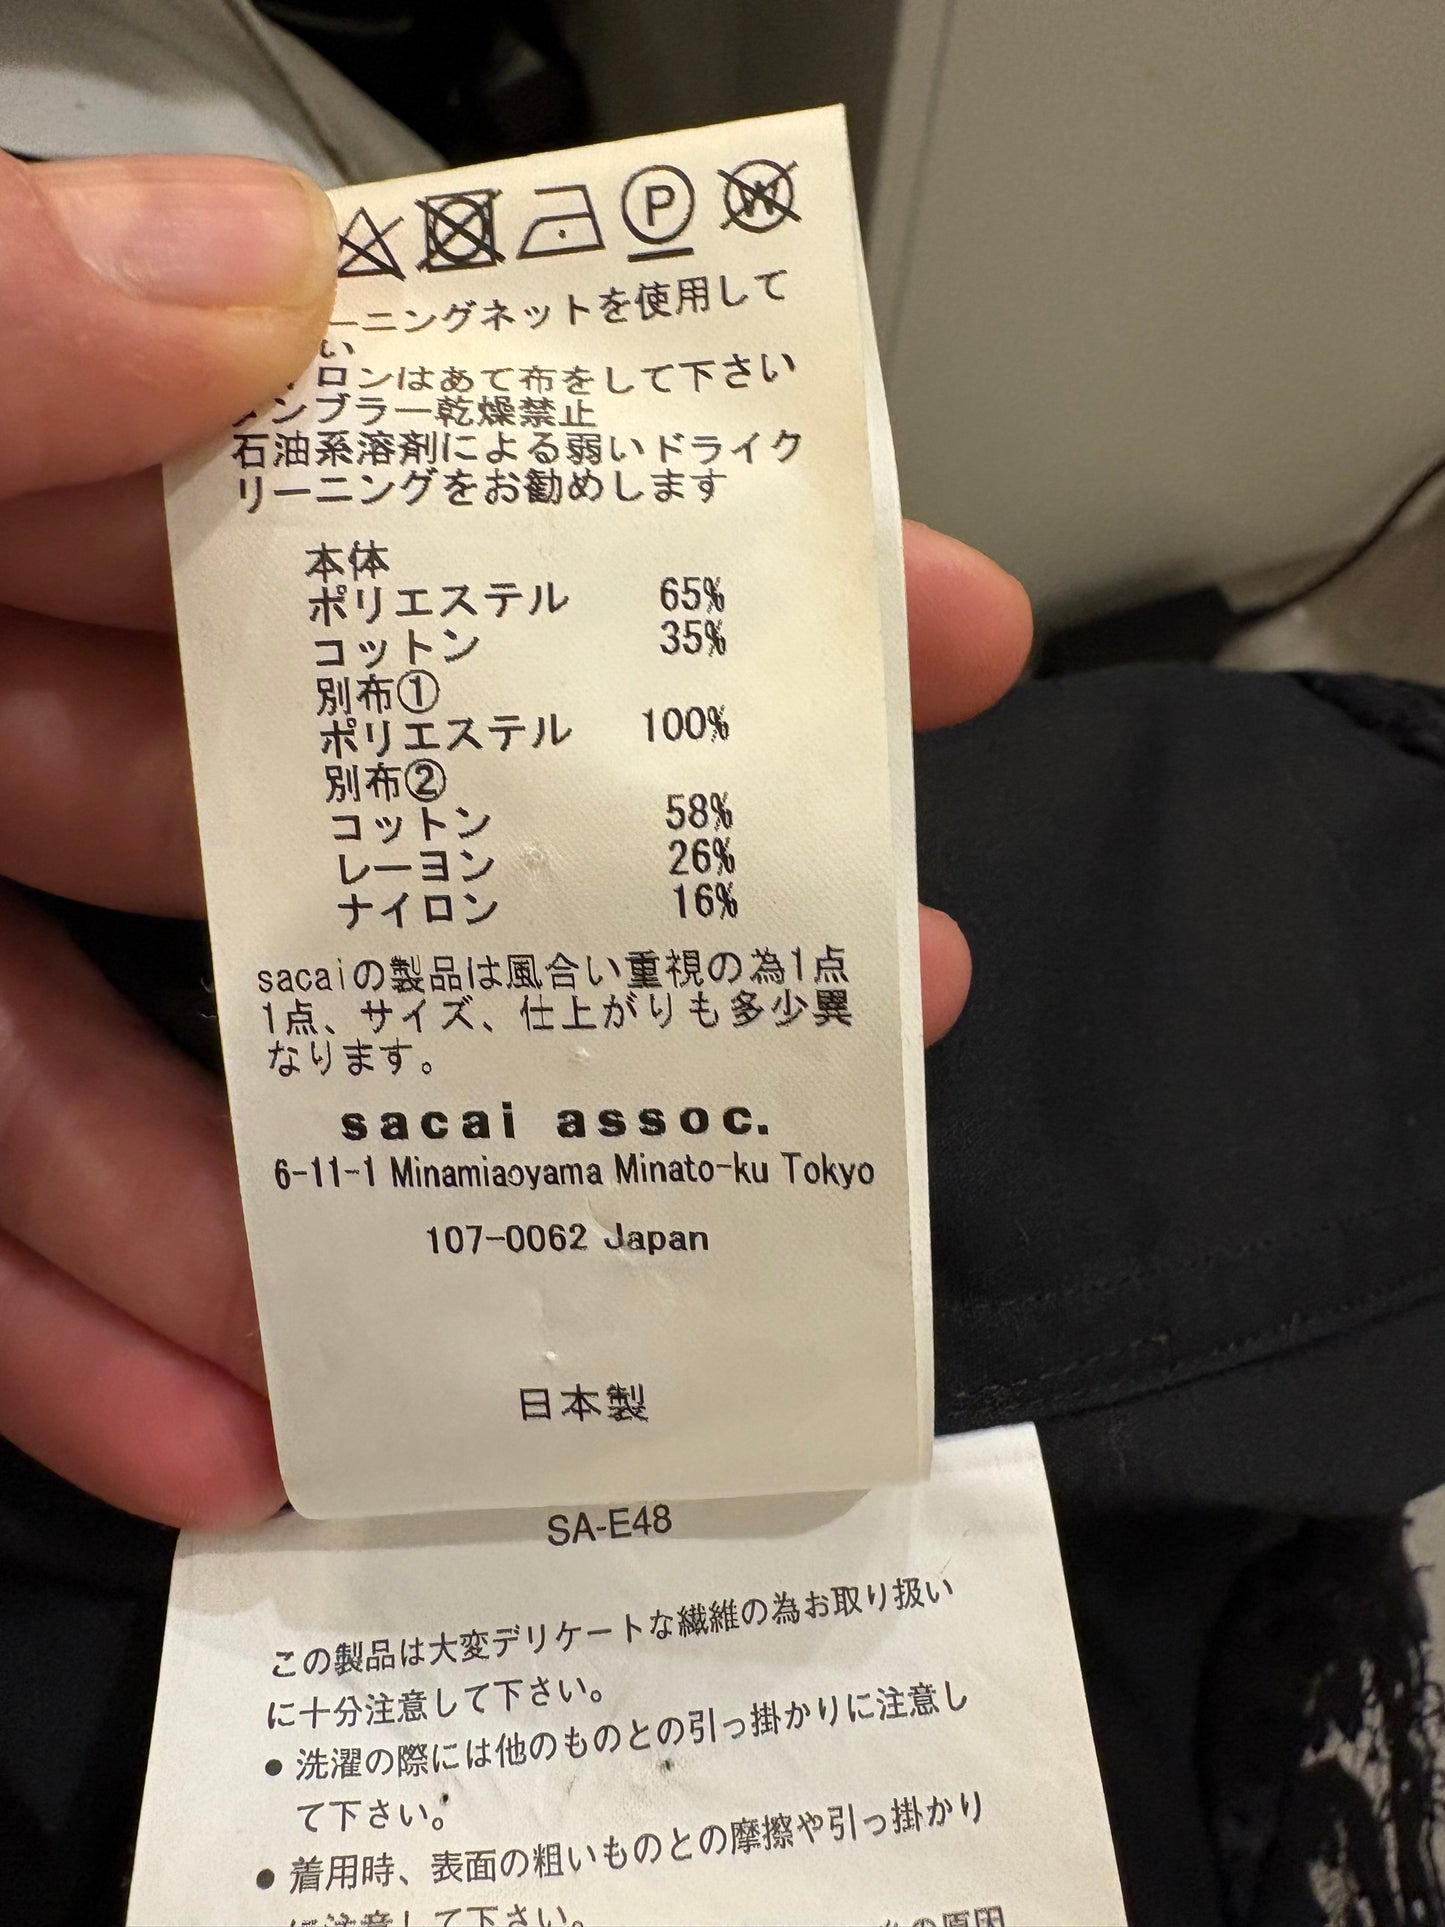 P W
ーニングネットを使用して
い
ロンはあて布をして下さい
ンブラー乾燥禁止
石油系溶剤による弱いドライク
リーニングをお勧めします
本体
ポリエステル 65%
コットン 35%
別布①
ポリエステル 100%
別布②
コットン 58%
レーヨン 26%
ナイロン 16%
sacaiの製品は風合い重視の為1点
1点、サイズ、仕上がりも多少異
なります。
sacai assoc.
6-11-1 Minamiaoyama Minato-ku Tokyo
107-0062 Japan
日本製
SA-E48
この製品は大変デリケートな繊維の為お取り扱い
に十分注意して下さい。
● 洗濯の際には他のものとの引っ掛かりに注意し
て下さい。
● 着用時、表面の粗いものとの摩擦や引っ掛かり
に注意して下さい。
の原因